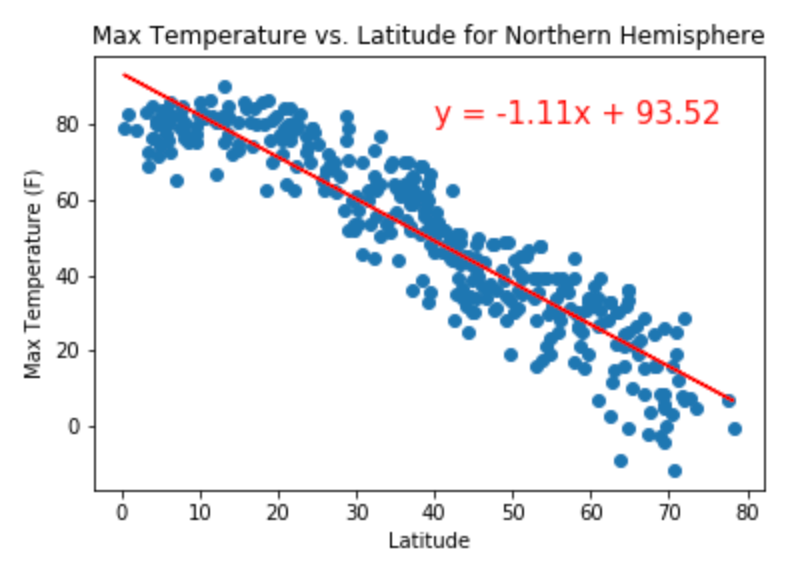 Max Temperature vs. Latitude for Northern Hemisphere
y = -1.11x + 93.52
Max Temperature (F)
80
60
40
20
0
0 10 20 30 40 50 60 70 80
Latitude